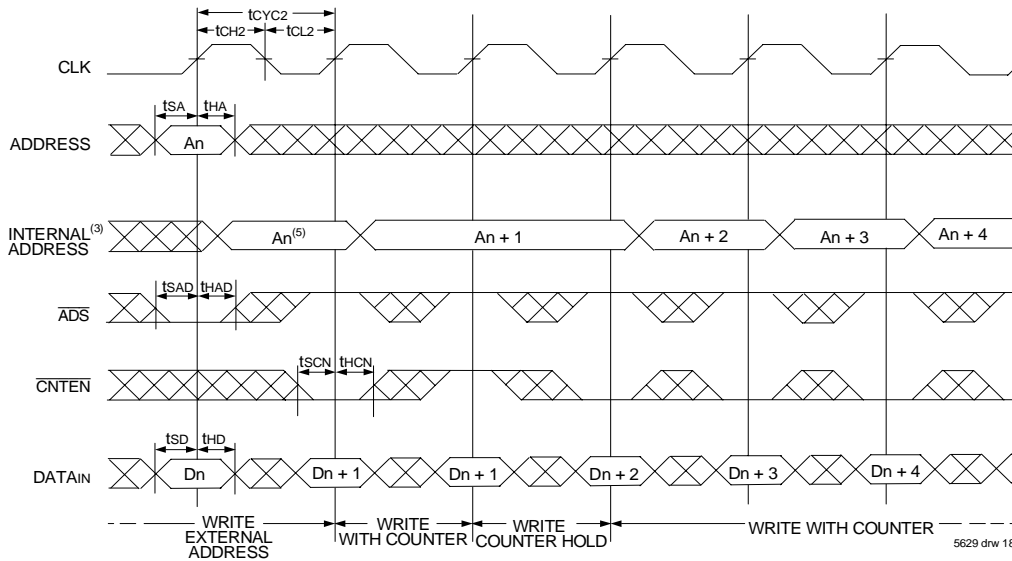 tCYC2
tCH2 tCL2
CLK
tSA tHA
ADDRESS An
INTERNAL(3)
ADDRESS An(5) An + 1 An + 2 An + 3 An + 4
tSAD tHAD
ADS
tSCN tHCN
CNTEN
tSD tHD
DATAIN Dn Dn + 1 Dn + 1 Dn + 2 Dn + 3 Dn + 4
WRITE
EXTERNAL
ADDRESS
WRITE
WITH COUNTER
WRITE
COUNTER HOLD
WRITE WITH COUNTER
5629 drw 18